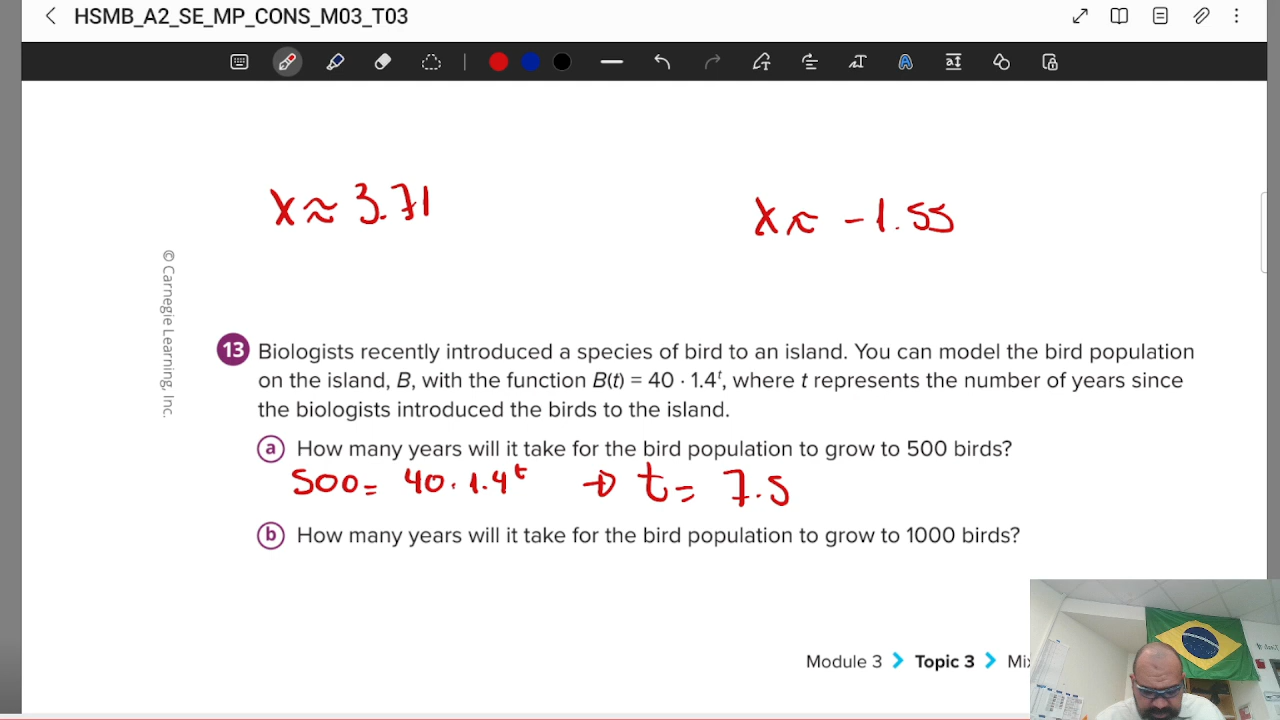 HSMB_A2_SE_MP_CONS_M03_T03
x ≈ 3.71
x ≈ -1.55
© Carnegie Learning, Inc.
13 Biologists recently introduced a species of bird to an island. You can model the bird population
on the island, B, with the function B(t) = 40 · 1.4ᵗ, where t represents the number of years since
the biologists introduced the birds to the island.
a How many years will it take for the bird population to grow to 500 birds?
500 = 40 · 1.4ᵗ → t = 7.5
b How many years will it take for the bird population to grow to 1000 birds?
Module 3 > Topic 3 >